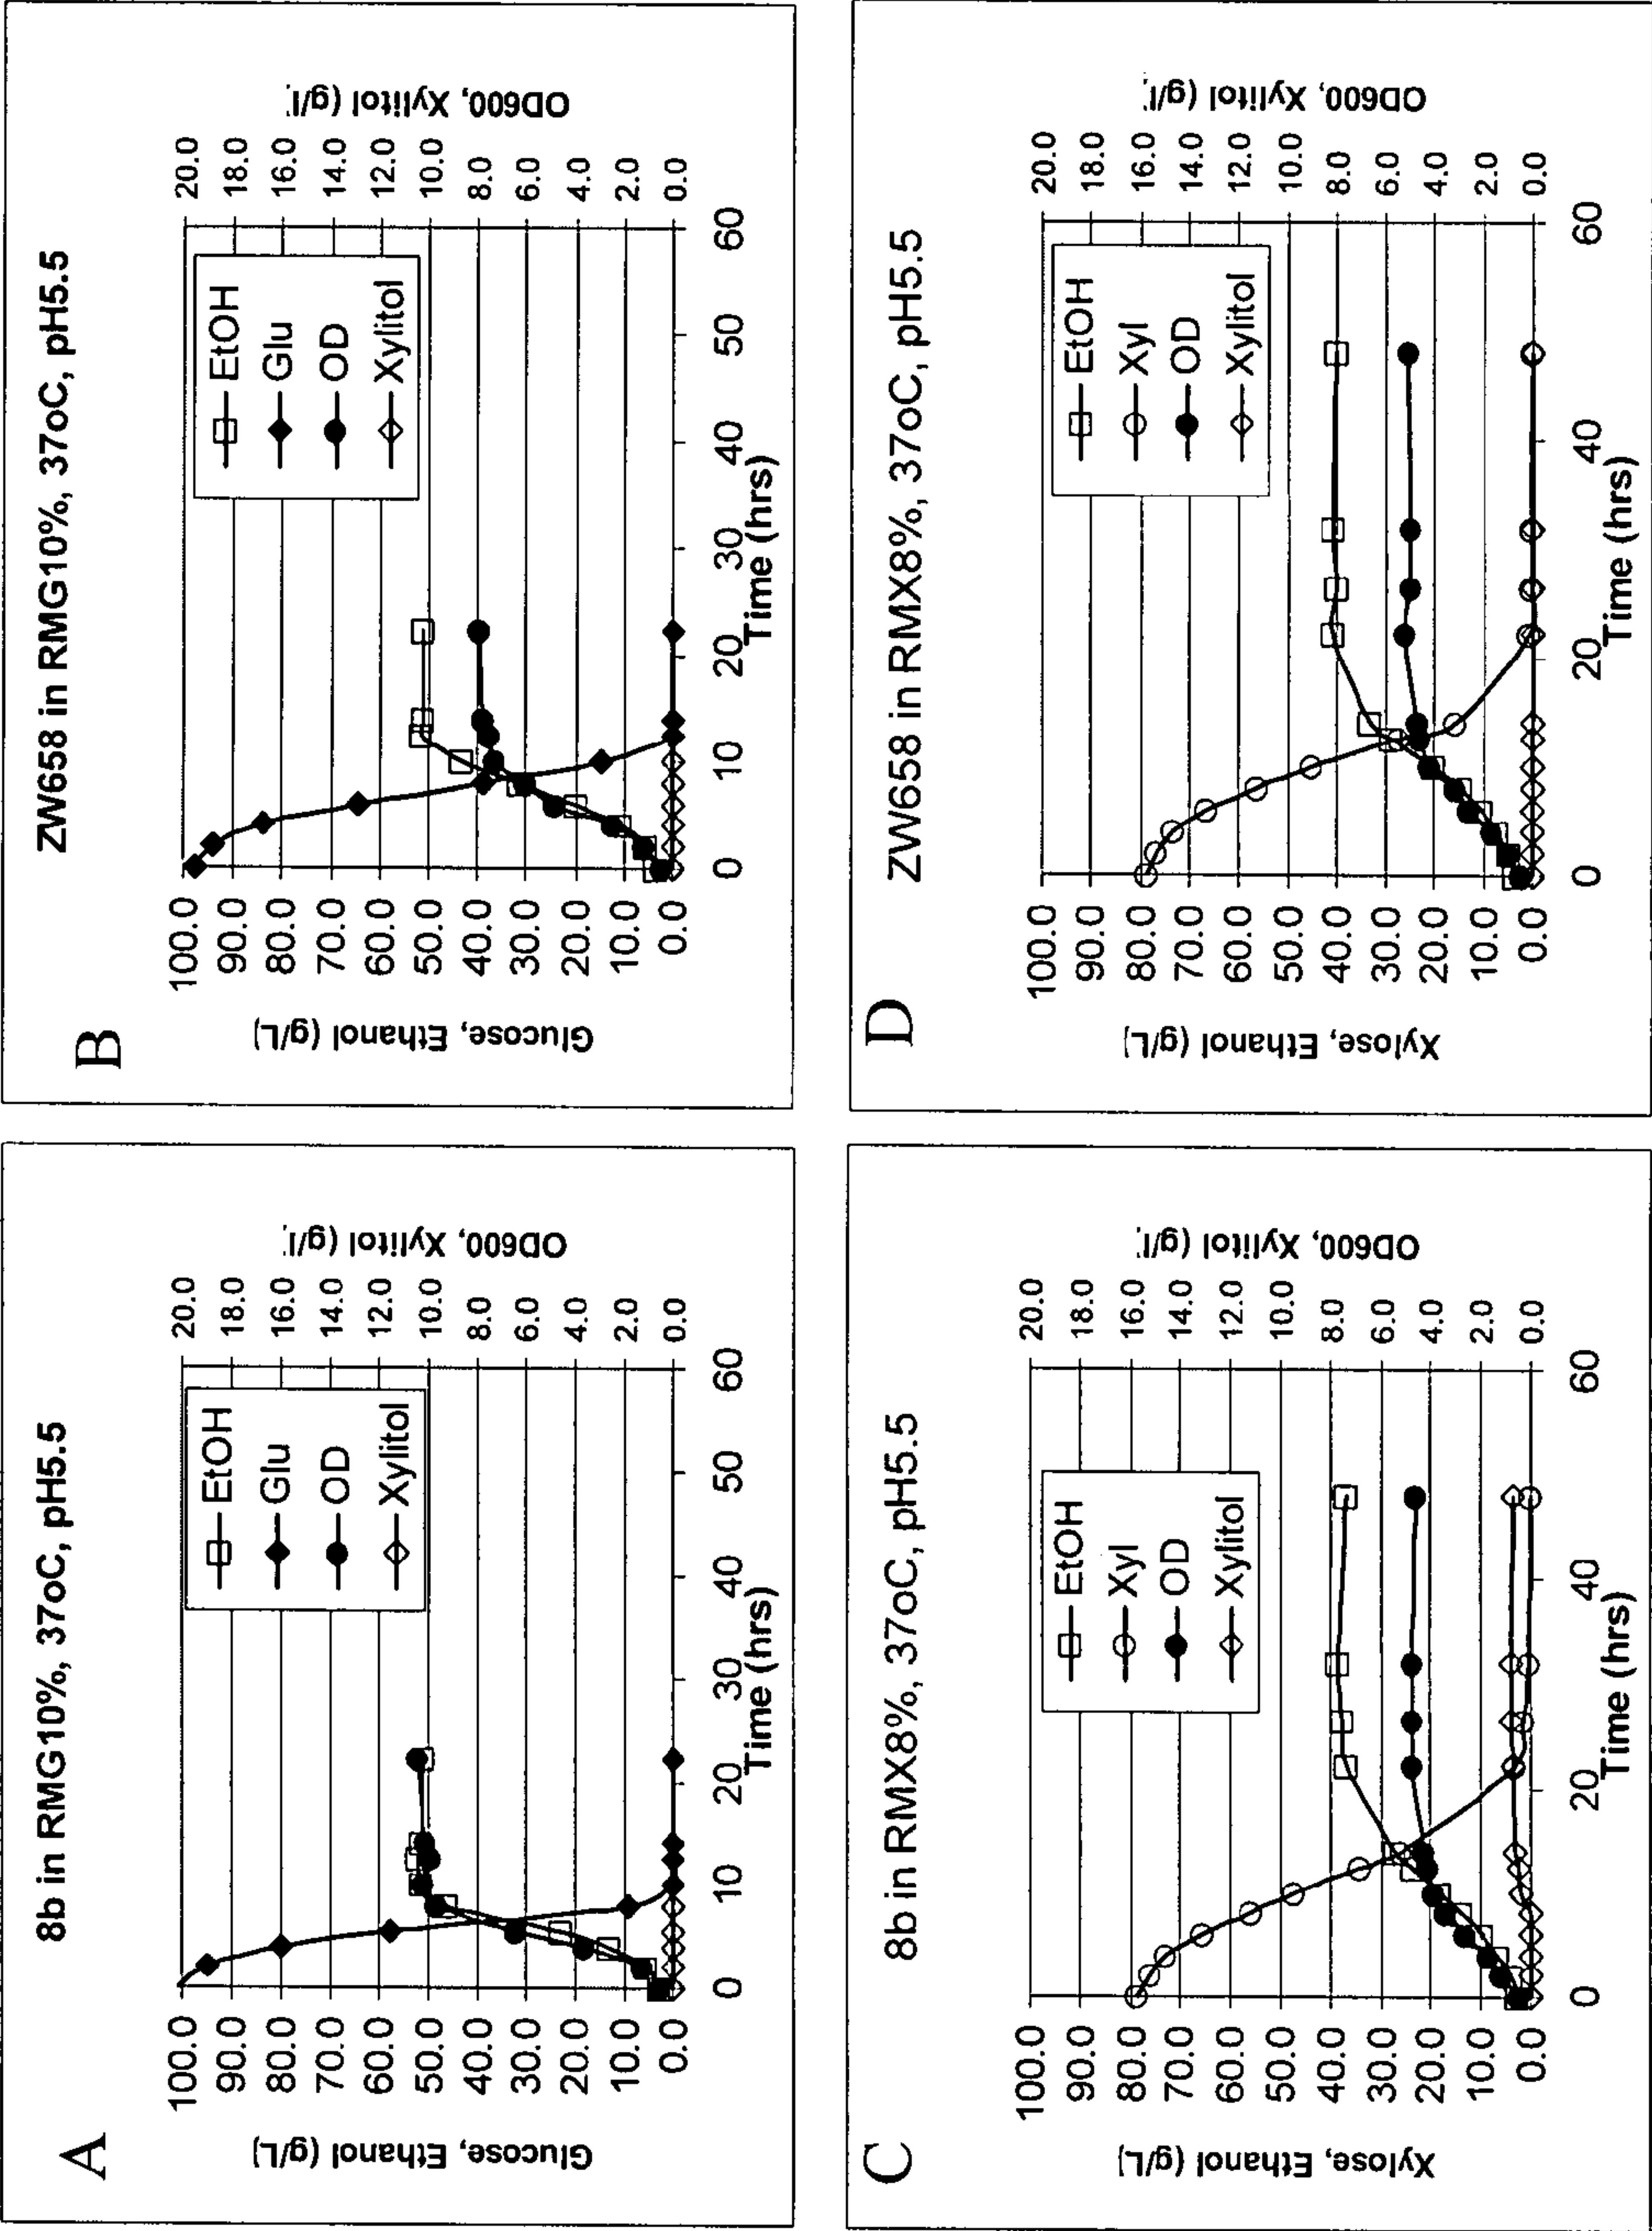 A
8b in RMG10%, 37oC, pH5.5
Glucose, Ethanol (g/L)
100.0
90.0
80.0
70.0
60.0
50.0
40.0
30.0
20.0
10.0
0.0
EtOH
Glu
OD
Xylitol
20.0
18.0
16.0
14.0
12.0
10.0
8.0
6.0
4.0
2.0
0.0
OD600, Xylitol (g/l)
0 10 20 30 40 50 60
Time (hrs)
B
ZW658 in RMG10%, 37oC, pH5.5
Glucose, Ethanol (g/L)
100.0
90.0
80.0
70.0
60.0
50.0
40.0
30.0
20.0
10.0
0.0
EtOH
Glu
OD
Xylitol
20.0
18.0
16.0
14.0
12.0
10.0
8.0
6.0
4.0
2.0
0.0
OD600, Xylitol (g/l)
0 10 20 30 40 50 60
Time (hrs)
C
8b in RMX8%, 37oC, pH5.5
Xylose, Ethanol (g/L)
100.0
90.0
80.0
70.0
60.0
50.0
40.0
30.0
20.0
10.0
0.0
EtOH
Xyl
OD
Xylitol
20.0
18.0
16.0
14.0
12.0
10.0
8.0
6.0
4.0
2.0
0.0
OD600, Xylitol (g/l)
0 20 40 60
Time (hrs)
D
ZW658 in RMX8%, 37oC, pH5.5
Xylose, Ethanol (g/L)
100.0
90.0
80.0
70.0
60.0
50.0
40.0
30.0
20.0
10.0
0.0
EtOH
Xyl
OD
Xylitol
20.0
18.0
16.0
14.0
12.0
10.0
8.0
6.0
4.0
2.0
0.0
OD600, Xylitol (g/l)
0 20 40 60
Time (hrs)